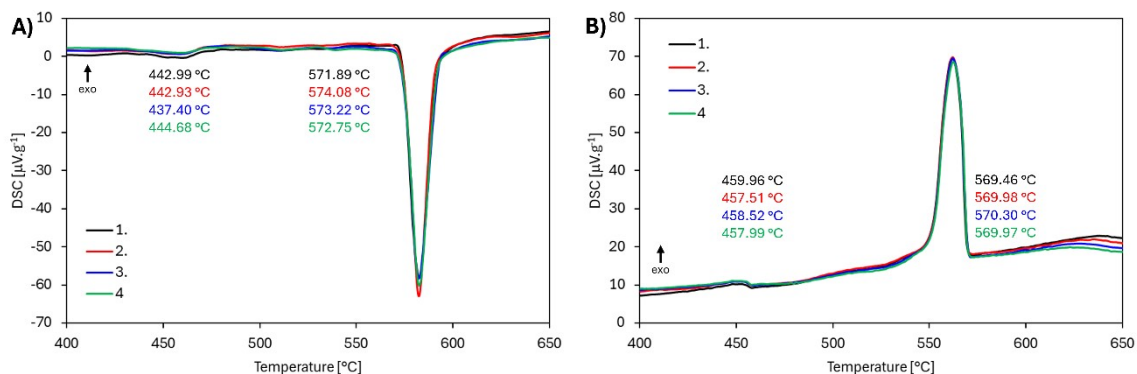 A)
10
0
-10
-20
-30
-40
-50
-60
-70
DSC [µV.g-1]
exo
442.99 °C
442.93 °C
437.40 °C
444.68 °C
571.89 °C
574.08 °C
573.22 °C
572.75 °C
1.
2.
3.
4
400 450 500 550 600 650
Temperature [°C]
B)
80
70
60
50
40
30
20
10
0
DSC [µV.g-1]
1.
2.
3.
4
exo
459.96 °C
457.51 °C
458.52 °C
457.99 °C
569.46 °C
569.98 °C
570.30 °C
569.97 °C
400 450 500 550 600 650
Temperature [°C]